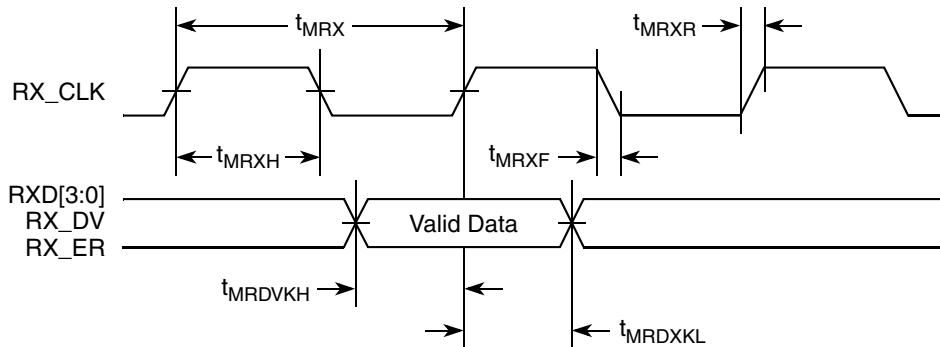 tMRX
tMRXR
RX_CLK
tMRXH
tMRXF
RXD[3:0]
RX_DV
Valid Data
RX_ER
tMRDVKH
tMRDXKL